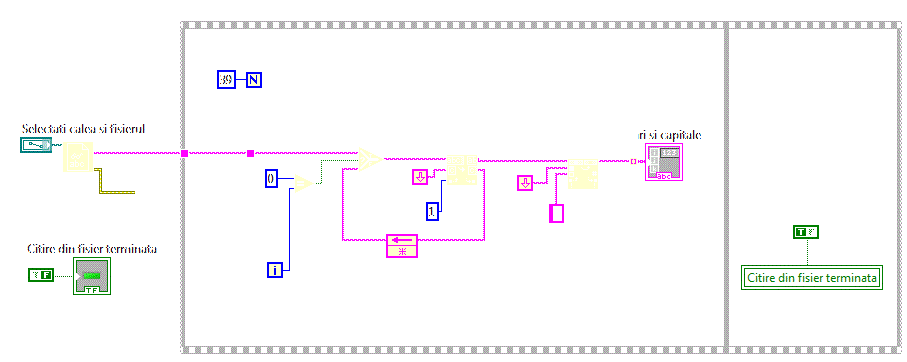 39 N
Selectati calea si fisierul
ri si capitale
123
abc
0
1
i
Citire din fisier terminata
F
TF
T
Citire din fisier terminata